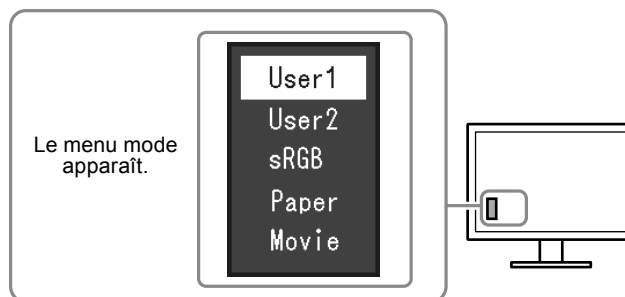 Le menu mode
apparaît.
User1
User2
sRGB
Paper
Movie